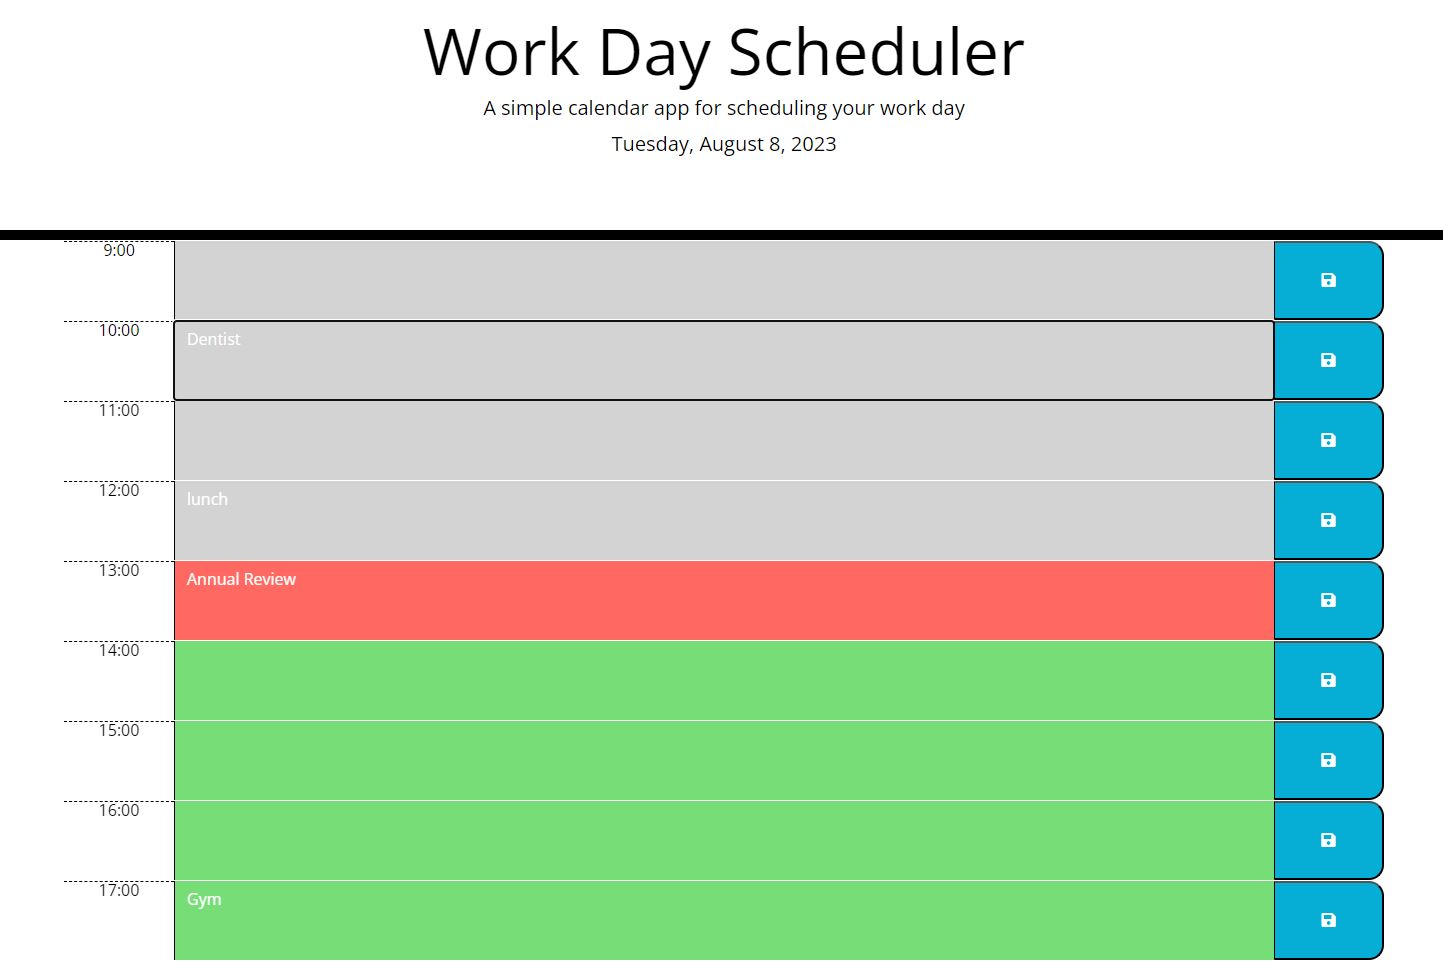 Work Day Scheduler
A simple calendar app for scheduling your work day
Tuesday, August 8, 2023
9:00
10:00 Dentist
11:00
12:00 lunch
13:00 Annual Review
14:00
15:00
16:00
17:00 Gym